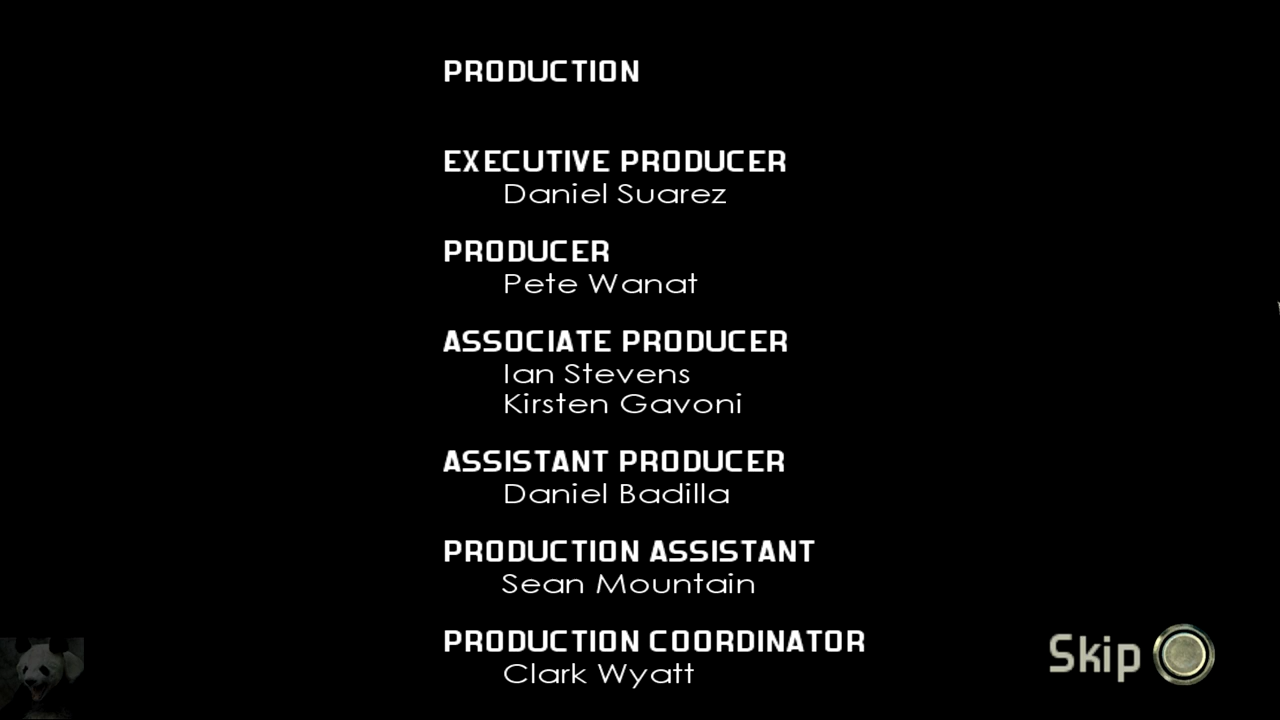 PRODUCTION
EXECUTIVE PRODUCER
Daniel Suarez
PRODUCER
Pete Wanat
ASSOCIATE PRODUCER
Ian Stevens
Kirsten Gavoni
ASSISTANT PRODUCER
Daniel Badilla
PRODUCTION ASSISTANT
Sean Mountain
PRODUCTION COORDINATOR
Clark Wyatt
Skip